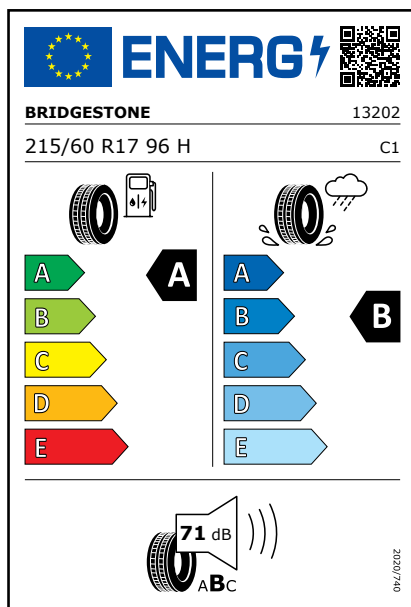 ENERG
BRIDGESTONE 13202
215/60 R17 96 H C1
A A
B
C
D
E
A
B B
C
D
E
71 dB
ABC
2020/740